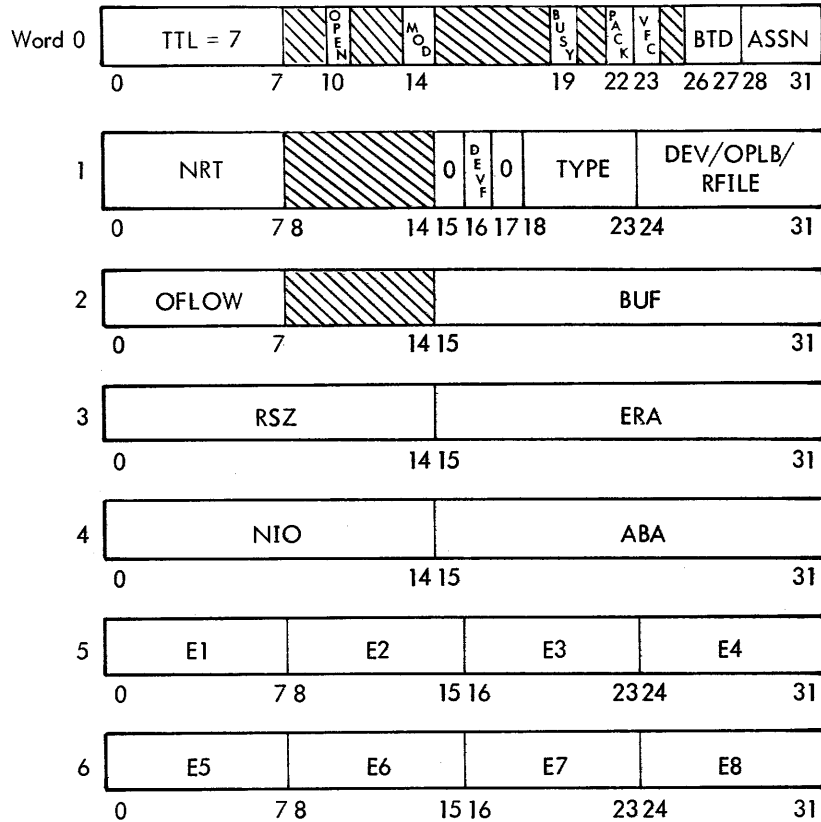 Word 0 TTL = 7 OPEN MOD BUSY PACK VFC BTD ASSN
0 7 10 14 19 22 23 26 27 28 31
1 NRT 0 DEVF 0 TYPE DEV/OPLB/
RFILE
0 7 8 14 15 16 17 18 23 24 31
2 OFLOW BUF
0 7 14 15 31
3 RSZ ERA
0 14 15 31
4 NIO ABA
0 14 15 31
5 E1 E2 E3 E4
0 7 8 15 16 23 24 31
6 E5 E6 E7 E8
0 7 8 15 16 23 24 31